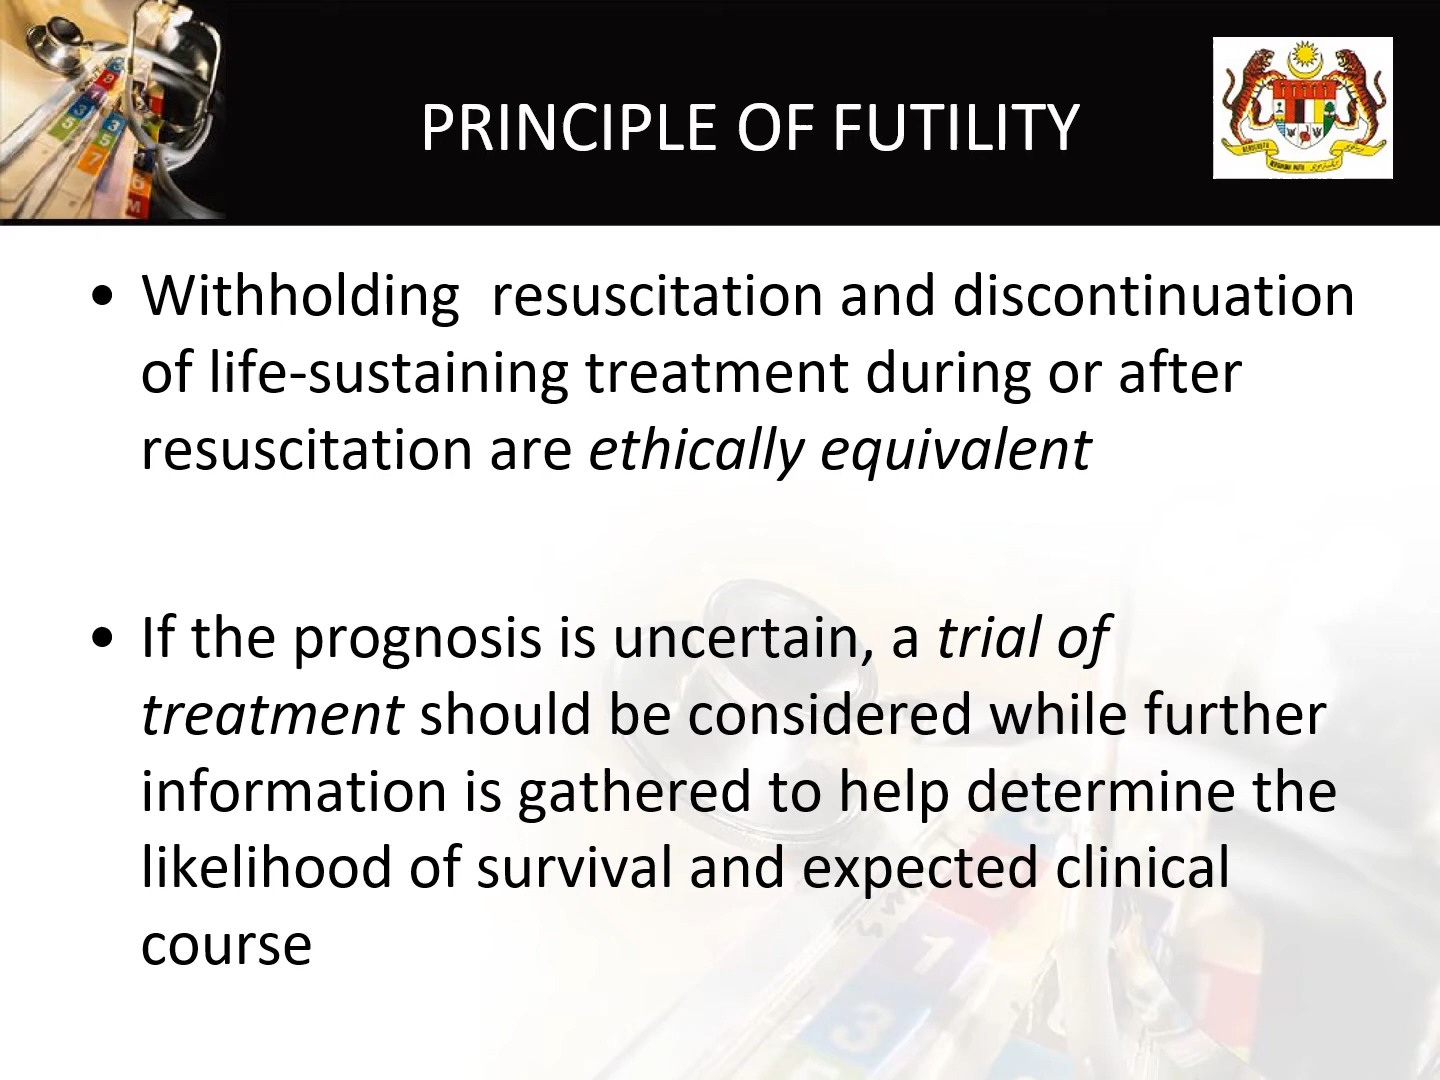 PRINCIPLE OF FUTILITY
• Withholding  resuscitation and discontinuation
of life-sustaining treatment during or after
resuscitation are ethically equivalent
• If the prognosis is uncertain, a trial of
treatment should be considered while further
information is gathered to help determine the
likelihood of survival and expected clinical
course